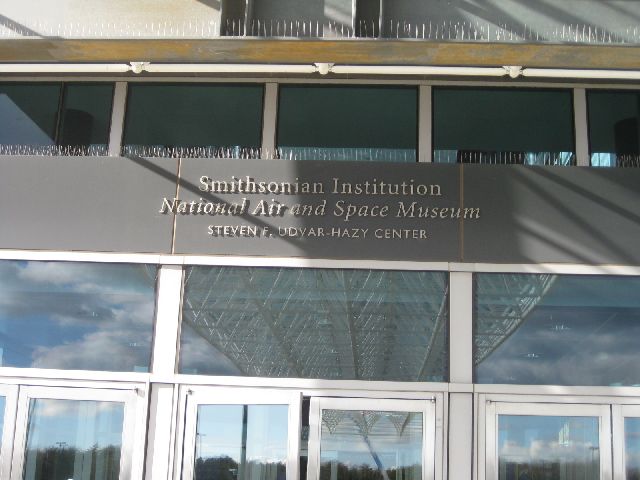 Smithsonian Institution
National Air and Space Museum
STEVEN F. UDVAR-HAZY CENTER